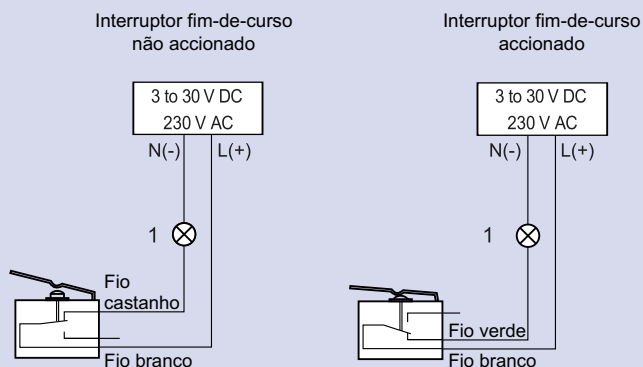 Interruptor fim-de-curso
não accionado
3 to 30 V DC
230 V AC
N(-) L(+)
1
Fio
castanho
Fio branco
Interruptor fim-de-curso
accionado
3 to 30 V DC
230 V AC
N(-) L(+)
1
Fio verde
Fio branco